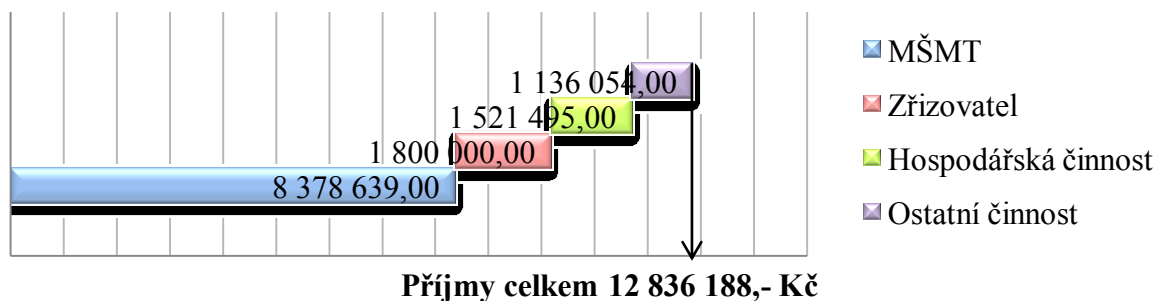 1 136 054,00
1 521 495,00
1 800 000,00
8 378 639,00
MŠMT
Zřizovatel
Hospodářská činnost
Ostatní činnost
Příjmy celkem 12 836 188,- Kč